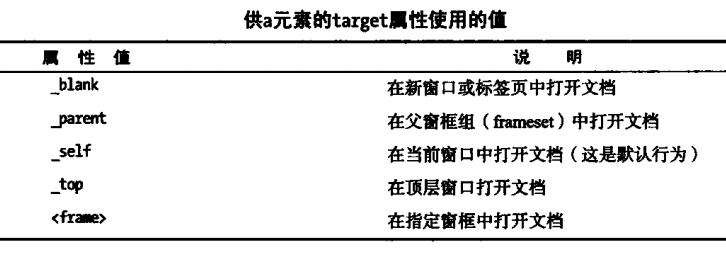 供a元素的target属性使用的值
属 性 值 说 明
_blank 在新窗口或标签页中打开文档
_parent 在父窗框组（frameset）中打开文档
_self 在当前窗口中打开文档（这是默认行为）
_top 在顶层窗口打开文档
<frame> 在指定窗框中打开文档